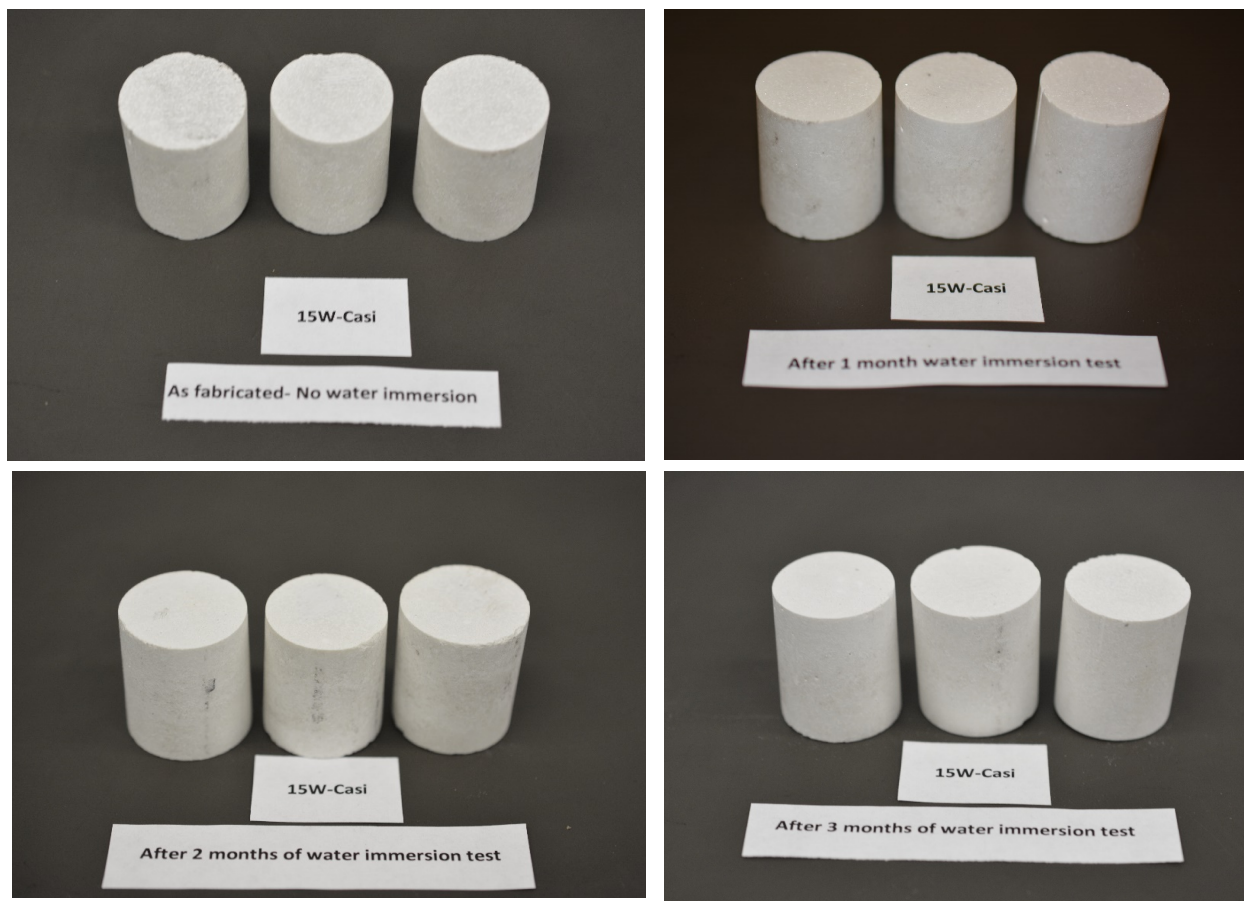 15W-Casi
As fabricated- No water immersion
15W-Casi
After 1 month water immersion test
15W-Casi
After 2 months of water immersion test
15W-Casi
After 3 months of water immersion test